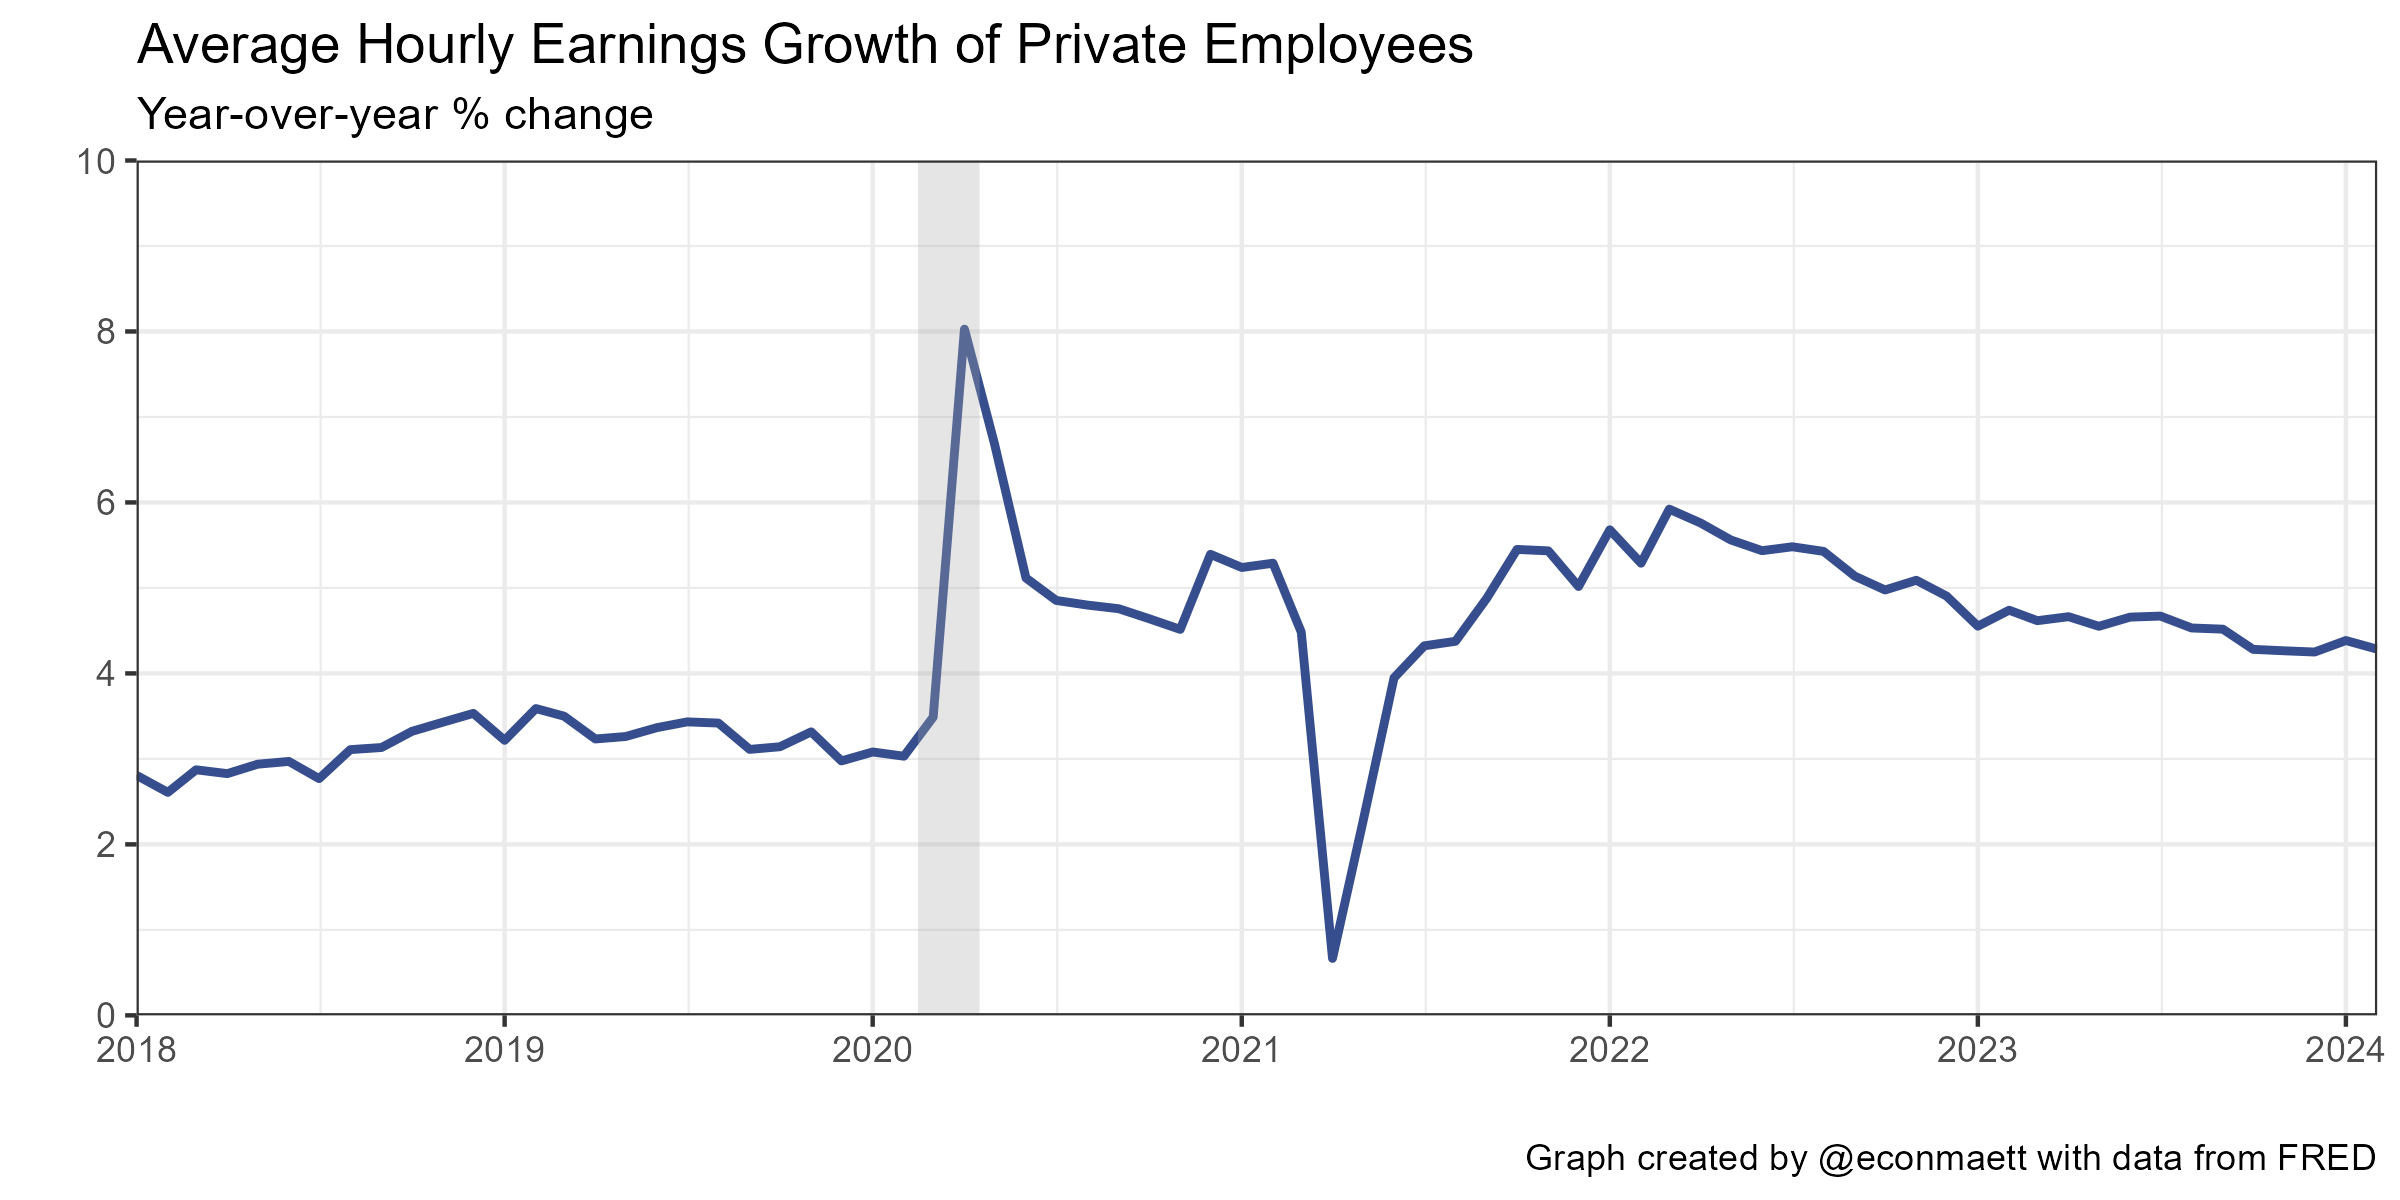 Average Hourly Earnings Growth of Private Employees
Year-over-year % change
10
8
6
4
2
0
2018 2019 2020 2021 2022 2023 2024
Graph created by @econmaett with data from FRED